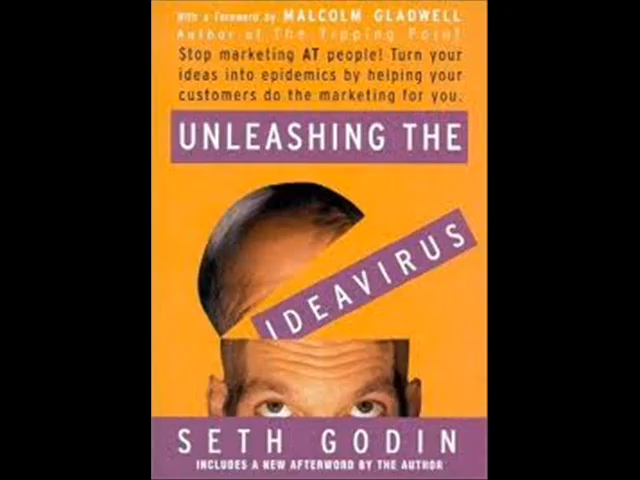 With a Foreword by MALCOLM GLADWELL
Author of The Tipping Point
Stop marketing AT people! Turn your
ideas into epidemics by helping your
customers do the marketing for you.
UNLEASHING THE
IDEAVIRUS
SETH GODIN
INCLUDES A NEW AFTERWORD BY THE AUTHOR